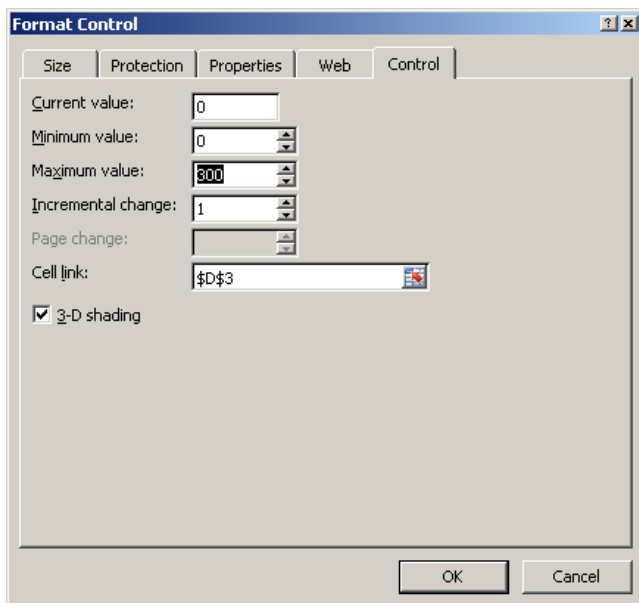 Format Control
Size Protection Properties Web Control
Current value: 0
Minimum value: 0
Maximum value: 300
Incremental change: 1
Page change:
Cell link: $D$3
3-D shading
OK Cancel